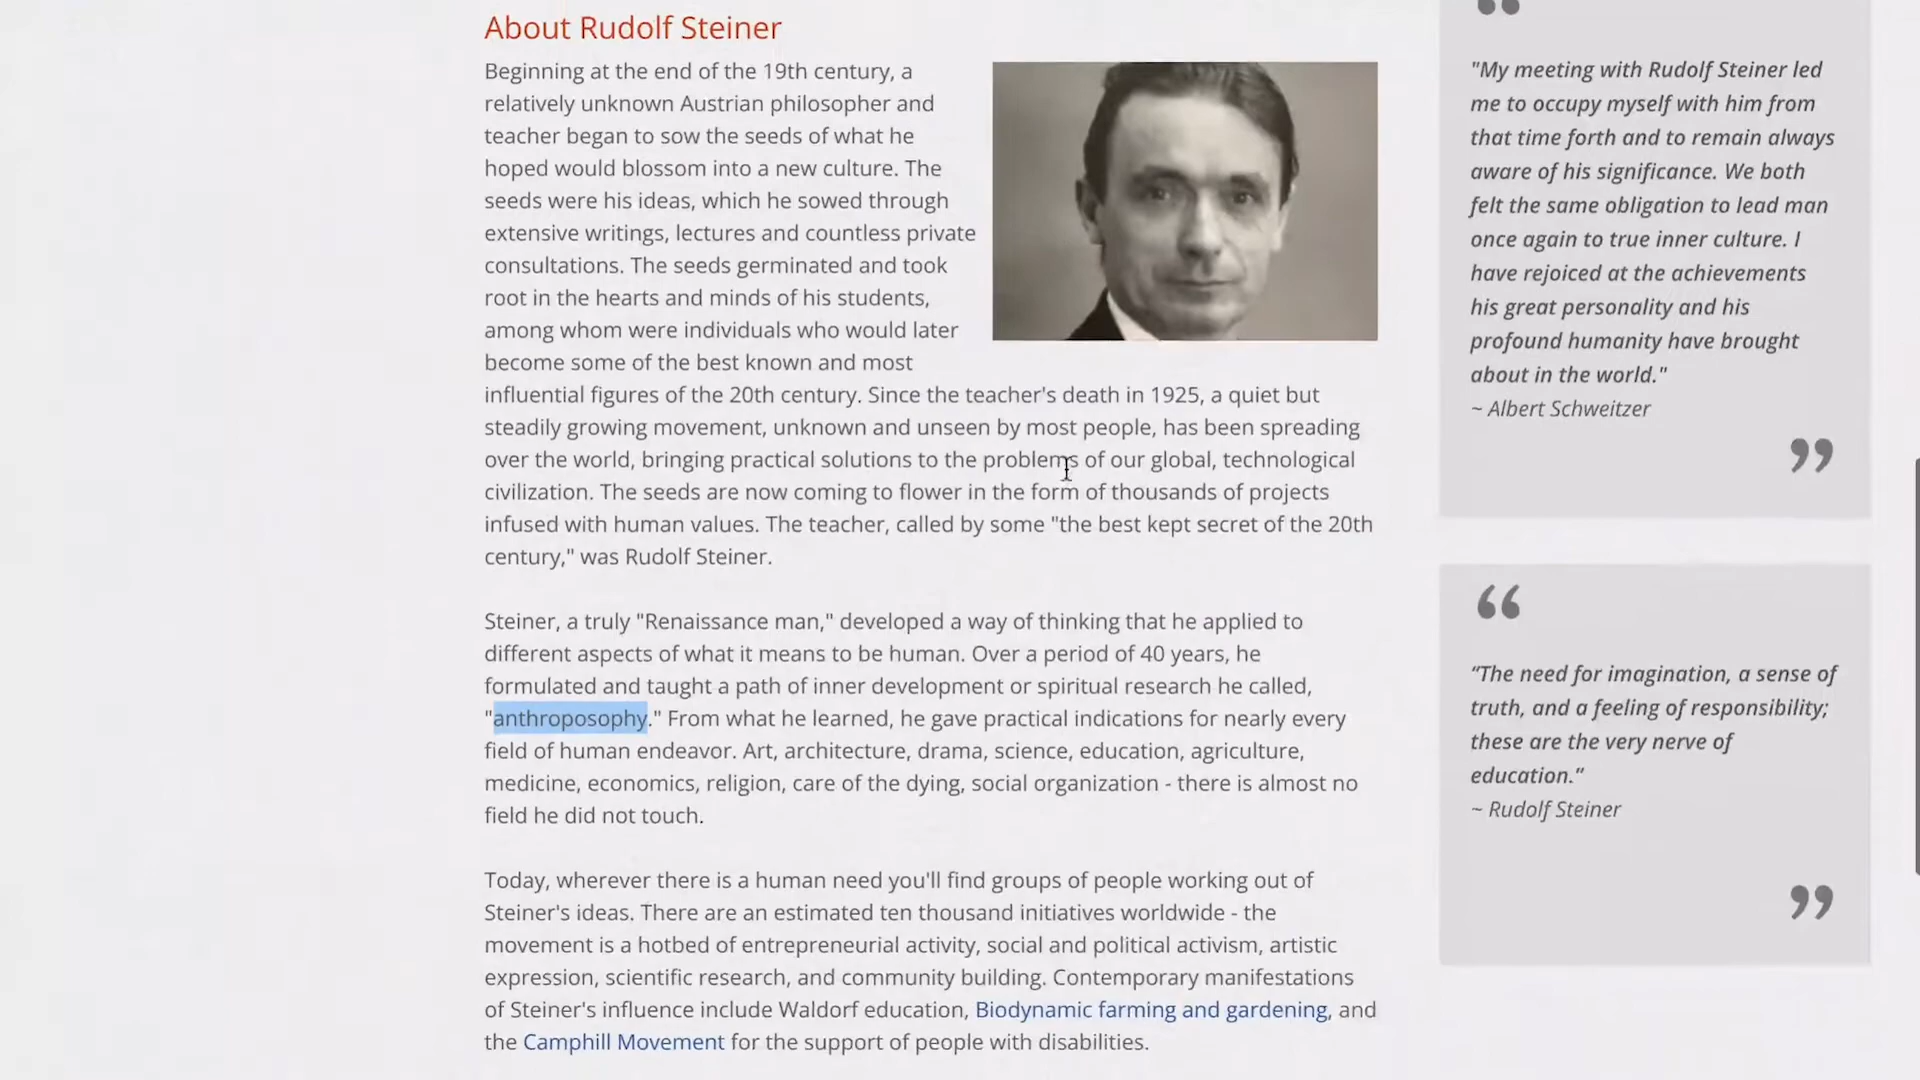 About Rudolf Steiner
Beginning at the end of the 19th century, a
relatively unknown Austrian philosopher and
teacher began to sow the seeds of what he
hoped would blossom into a new culture. The
seeds were his ideas, which he sowed through
extensive writings, lectures and countless private
consultations. The seeds germinated and took
root in the hearts and minds of his students,
among whom were individuals who would later
become some of the best known and most
influential figures of the 20th century. Since the teacher's death in 1925, a quiet but
steadily growing movement, unknown and unseen by most people, has been spreading
over the world, bringing practical solutions to the problems of our global, technological
civilization. The seeds are now coming to flower in the form of thousands of projects
infused with human values. The teacher, called by some "the best kept secret of the 20th
century," was Rudolf Steiner.
Steiner, a truly "Renaissance man," developed a way of thinking that he applied to
different aspects of what it means to be human. Over a period of 40 years, he
formulated and taught a path of inner development or spiritual research he called,
"anthroposophy." From what he learned, he gave practical indications for nearly every
field of human endeavor. Art, architecture, drama, science, education, agriculture,
medicine, economics, religion, care of the dying, social organization - there is almost no
field he did not touch.
Today, wherever there is a human need you'll find groups of people working out of
Steiner's ideas. There are an estimated ten thousand initiatives worldwide - the
movement is a hotbed of entrepreneurial activity, social and political activism, artistic
expression, scientific research, and community building. Contemporary manifestations
of Steiner's influence include Waldorf education, Biodynamic farming and gardening, and
the Camphill Movement for the support of people with disabilities.
"My meeting with Rudolf Steiner led
me to occupy myself with him from
that time forth and to remain always
aware of his significance. We both
felt the same obligation to lead man
once again to true inner culture. I
have rejoiced at the achievements
his great personality and his
profound humanity have brought
about in the world."
~ Albert Schweitzer
”
“
“The need for imagination, a sense of
truth, and a feeling of responsibility;
these are the very nerve of
education.”
~ Rudolf Steiner
”